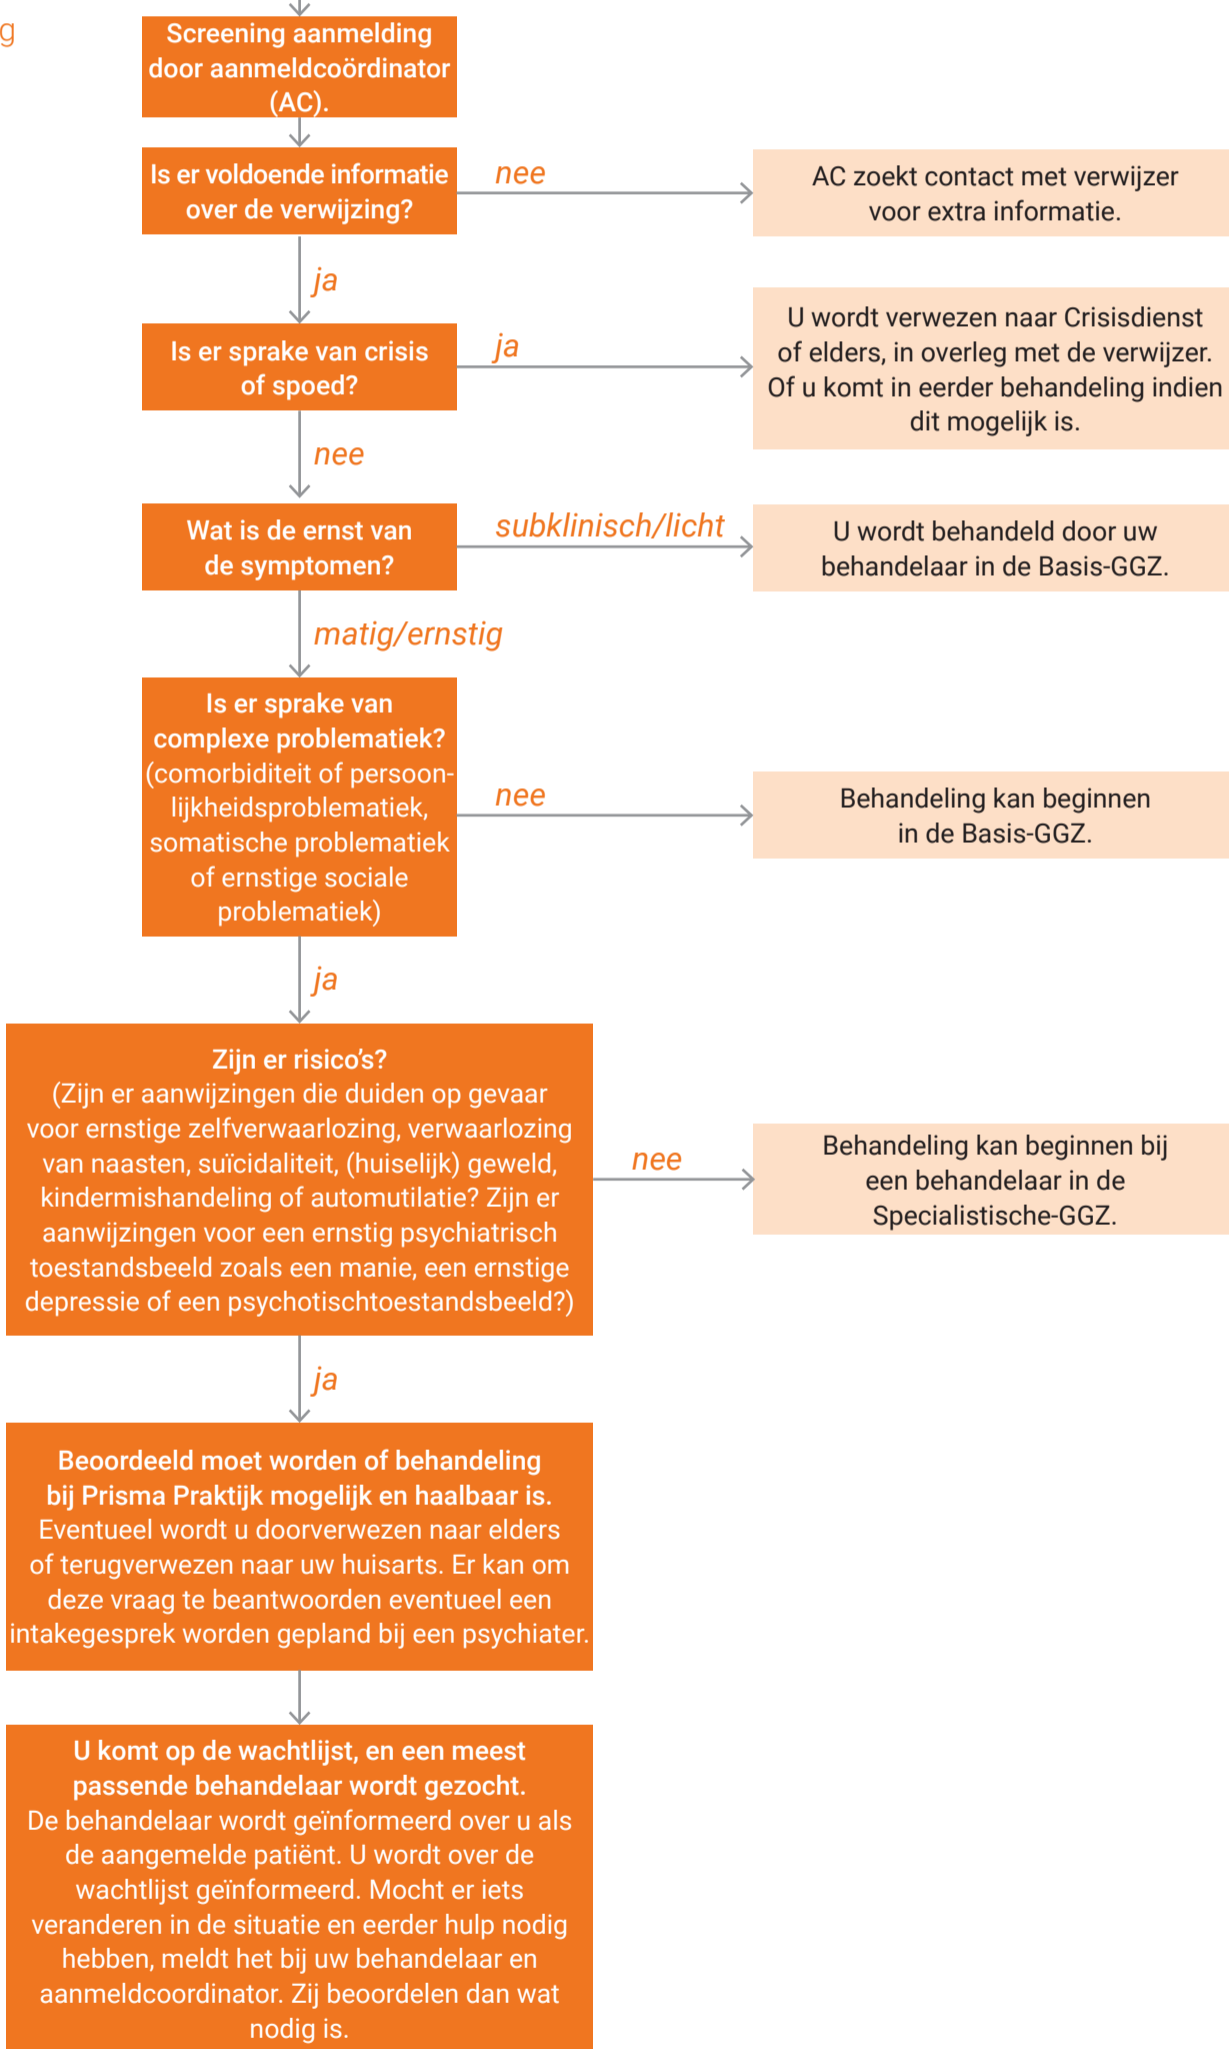 g
Screening aanmelding
door aanmeldcoördinator
(AC).
Is er voldoende informatie
over de verwijzing?
nee
AC zoekt contact met verwijzer
voor extra informatie.
ja
Is er sprake van crisis
of spoed?
ja
U wordt verwezen naar Crisisdienst
of elders, in overleg met de verwijzer.
Of u komt in eerder behandeling indien
dit mogelijk is.
nee
Wat is de ernst van
de symptomen?
subklinisch/licht
U wordt behandeld door uw
behandelaar in de Basis-GGZ.
matig/ernstig
Is er sprake van
complexe problematiek?
(comorbiditeit of persoon-
lijkheidsproblematiek,
somatische problematiek
of ernstige sociale
problematiek)
nee
Behandeling kan beginnen
in de Basis-GGZ.
ja
Zijn er risico’s?
(Zijn er aanwijzingen die duiden op gevaar
voor ernstige zelfverwaarlozing, verwaarlozing
van naasten, suïcidaliteit, (huiselijk) geweld,
kindermishandeling of automutilatie? Zijn er
aanwijzingen voor een ernstig psychiatrisch
toestandsbeeld zoals een manie, een ernstige
depressie of een psychotischtoestandsbeeld?)
nee
Behandeling kan beginnen bij
een behandelaar in de
Specialistische-GGZ.
ja
Beoordeeld moet worden of behandeling
bij Prisma Praktijk mogelijk en haalbaar is.
Eventueel wordt u doorverwezen naar elders
of terugverwezen naar uw huisarts. Er kan om
deze vraag te beantwoorden eventueel een
intakegesprek worden gepland bij een psychiater.
U komt op de wachtlijst, en een meest
passende behandelaar wordt gezocht.
De behandelaar wordt geïnformeerd over u als
de aangemelde patiënt. U wordt over de
wachtlijst geïnformeerd. Mocht er iets
veranderen in de situatie en eerder hulp nodig
hebben, meldt het bij uw behandelaar en
aanmeldcoordinator. Zij beoordelen dan wat
nodig is.